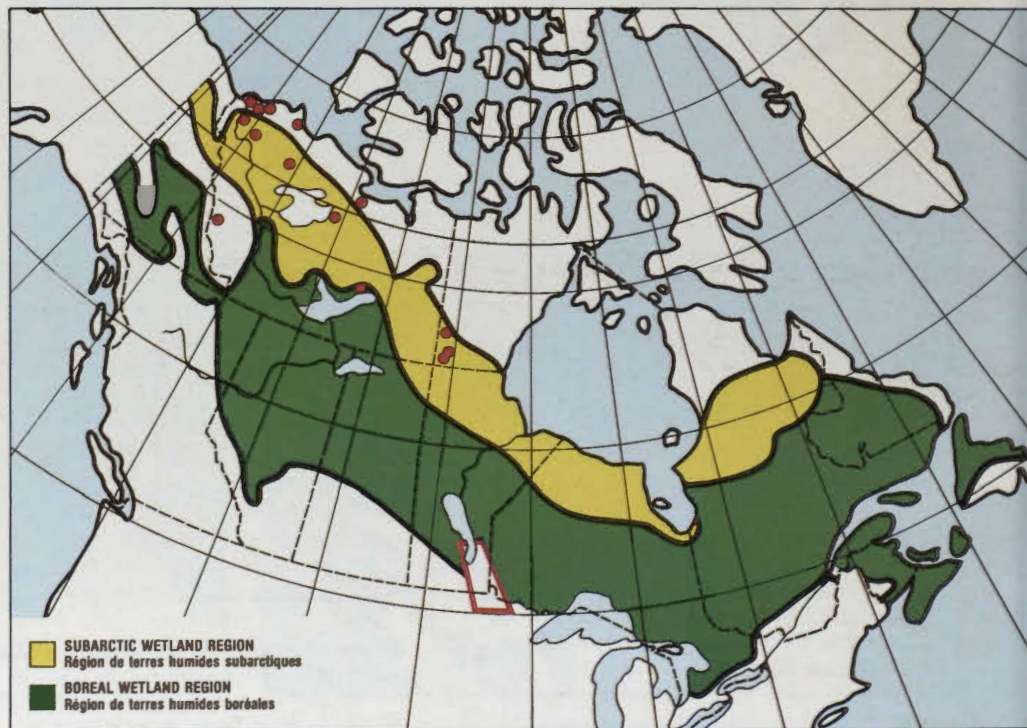 SUBARCTIC WETLAND REGION
Région de terres humides subarctiques
BOREAL WETLAND REGION
Région de terres humides boréales